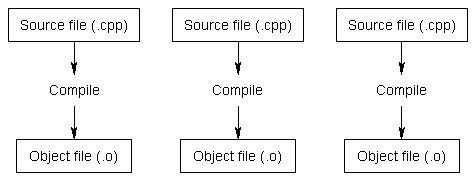 Source file (.cpp) Source file (.cpp) Source file (.cpp)
Compile Compile Compile
Object file (.o) Object file (.o) Object file (.o)